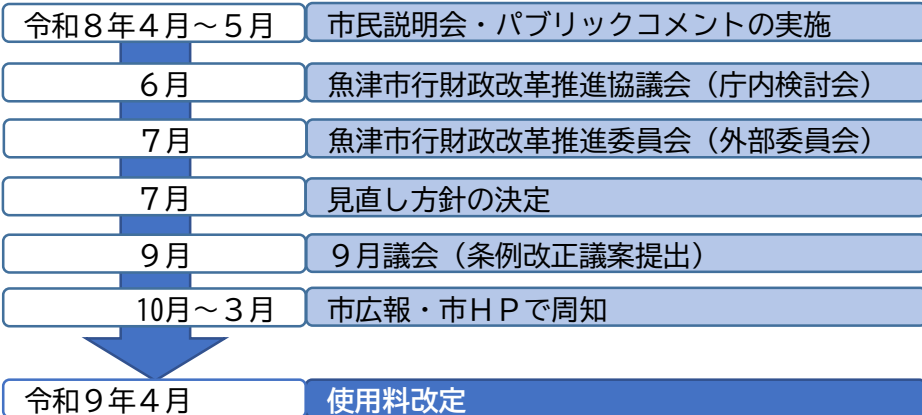 令和８年４月～５月 市民説明会・パブリックコメントの実施
６月 魚津市行財政改革推進協議会（庁内検討会）
７月 魚津市行財政改革推進委員会（外部委員会）
７月 見直し方針の決定
９月 ９月議会（条例改正議案提出）
10月～３月 市広報・市ＨＰで周知
令和９年４月 使用料改定